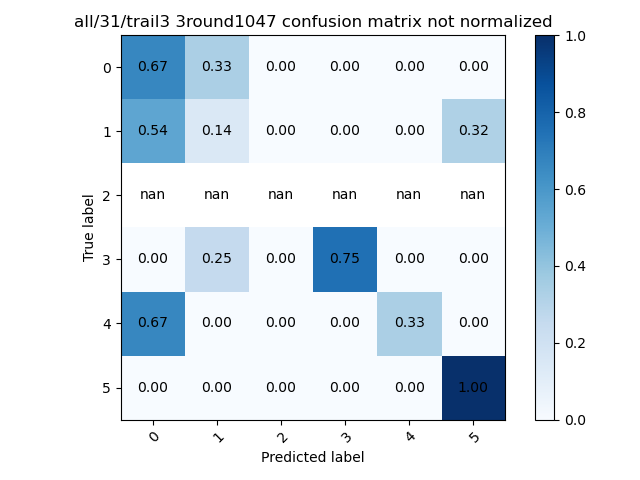 all/31/trail3 3round1047 confusion matrix not normalized
0 0.67 0.33 0.00 0.00 0.00 0.00
1 0.54 0.14 0.00 0.00 0.00 0.32
2 nan nan nan nan nan nan
3 0.00 0.25 0.00 0.75 0.00 0.00
4 0.67 0.00 0.00 0.00 0.33 0.00
5 0.00 0.00 0.00 0.00 0.00 1.00
0 1 2 3 4 5
True label
Predicted label
1.0
0.8
0.6
0.4
0.2
0.0